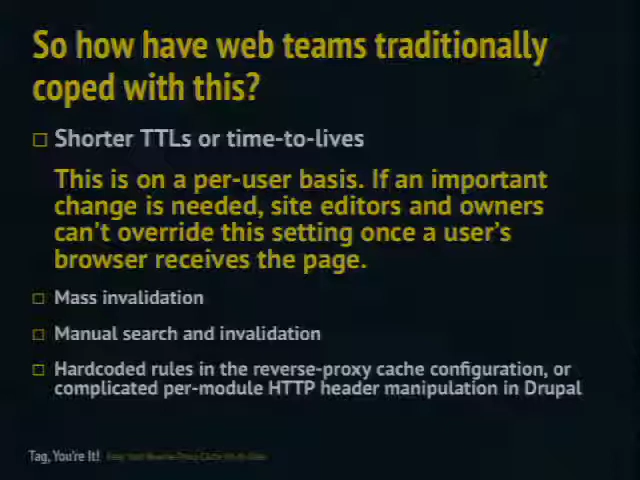 So how have web teams traditionally
coped with this?
Shorter TTLs or time-to-lives
This is on a per-user basis. If an important
change is needed, site editors and owners
can't override this setting once a user's
browser receives the page.
Mass invalidation
Manual search and invalidation
Hardcoded rules in the reverse-proxy cache configuration, or
complicated per-module HTTP header manipulation in Drupal
Tag, You're It!